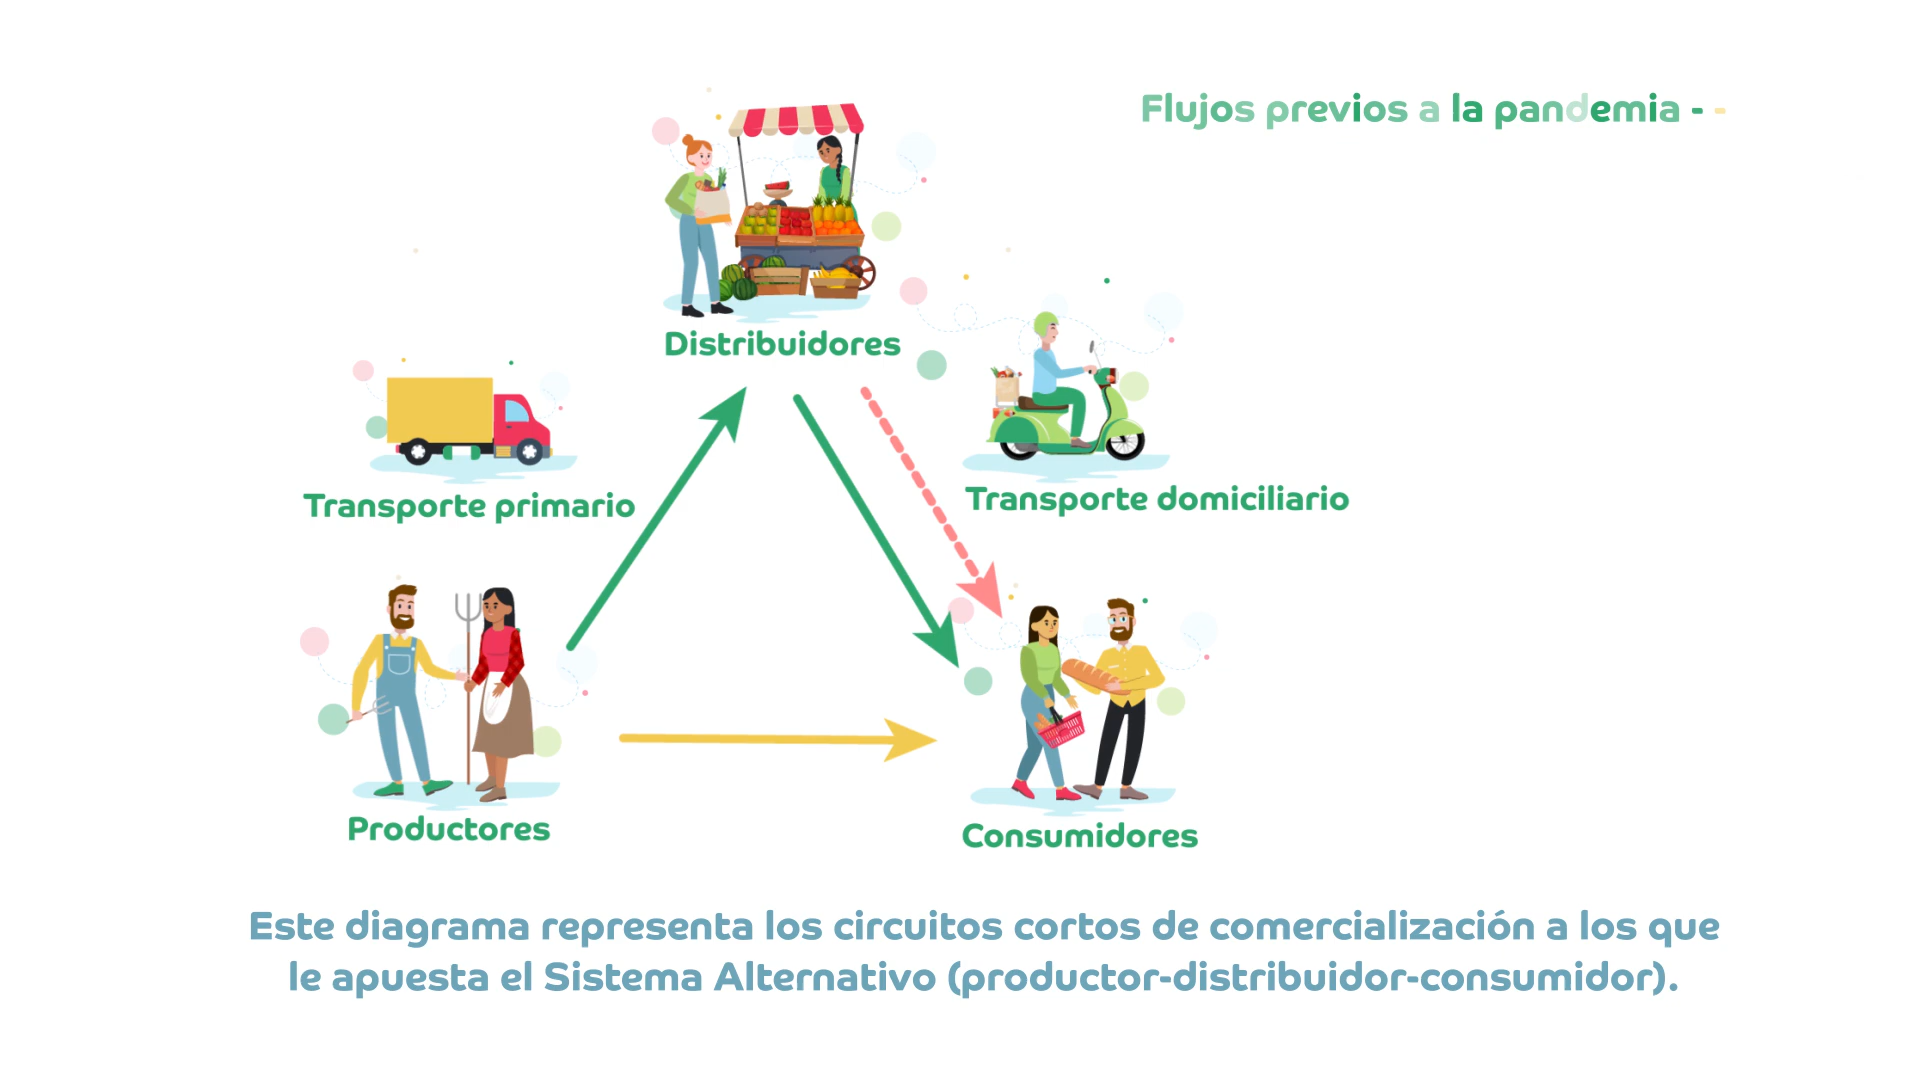 Flujos previos a la pandemia - -
Distribuidores
Transporte primario
Transporte domiciliario
Productores
Consumidores
Este diagrama representa los circuitos cortos de comercialización a los que
le apuesta el Sistema Alternativo (productor-distribuidor-consumidor).